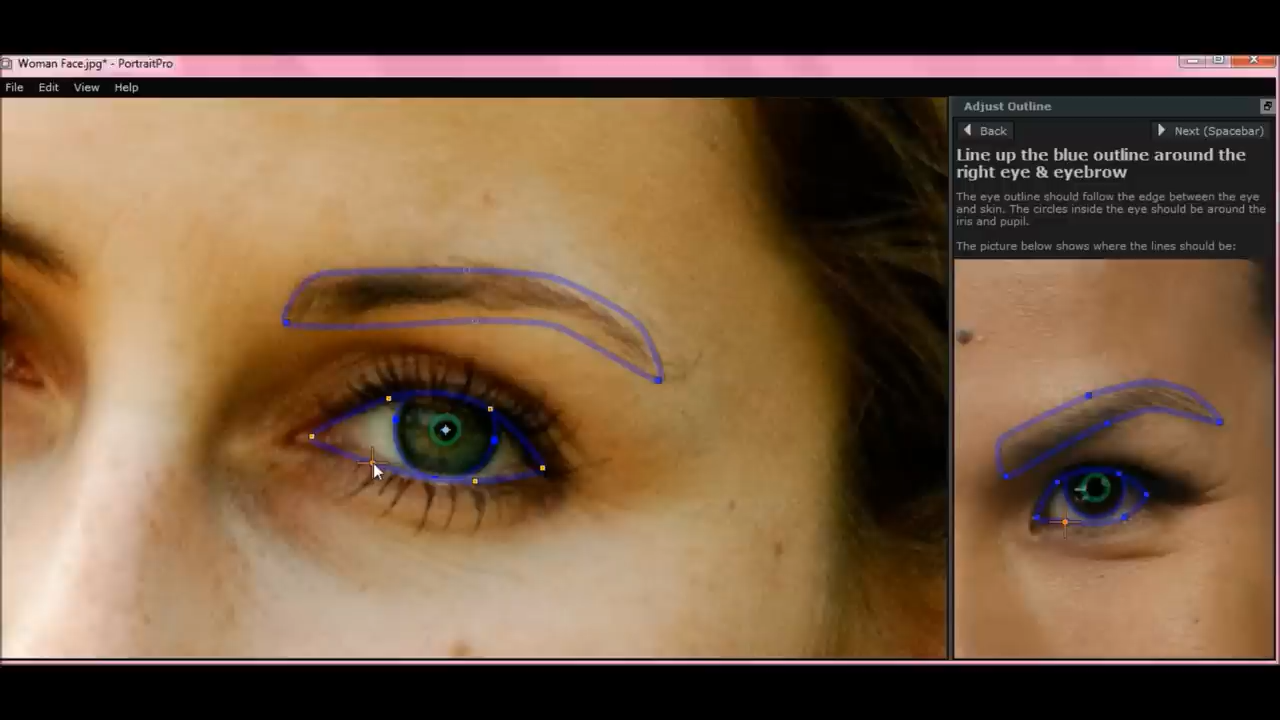 Woman Face.jpg* - PortraitPro
File Edit View Help
Adjust Outline
Back Next (Spacebar)
Line up the blue outline around the
right eye & eyebrow
The eye outline should follow the edge between the eye
and skin. The circles inside the eye should be around the
iris and pupil.
The picture below shows where the lines should be: